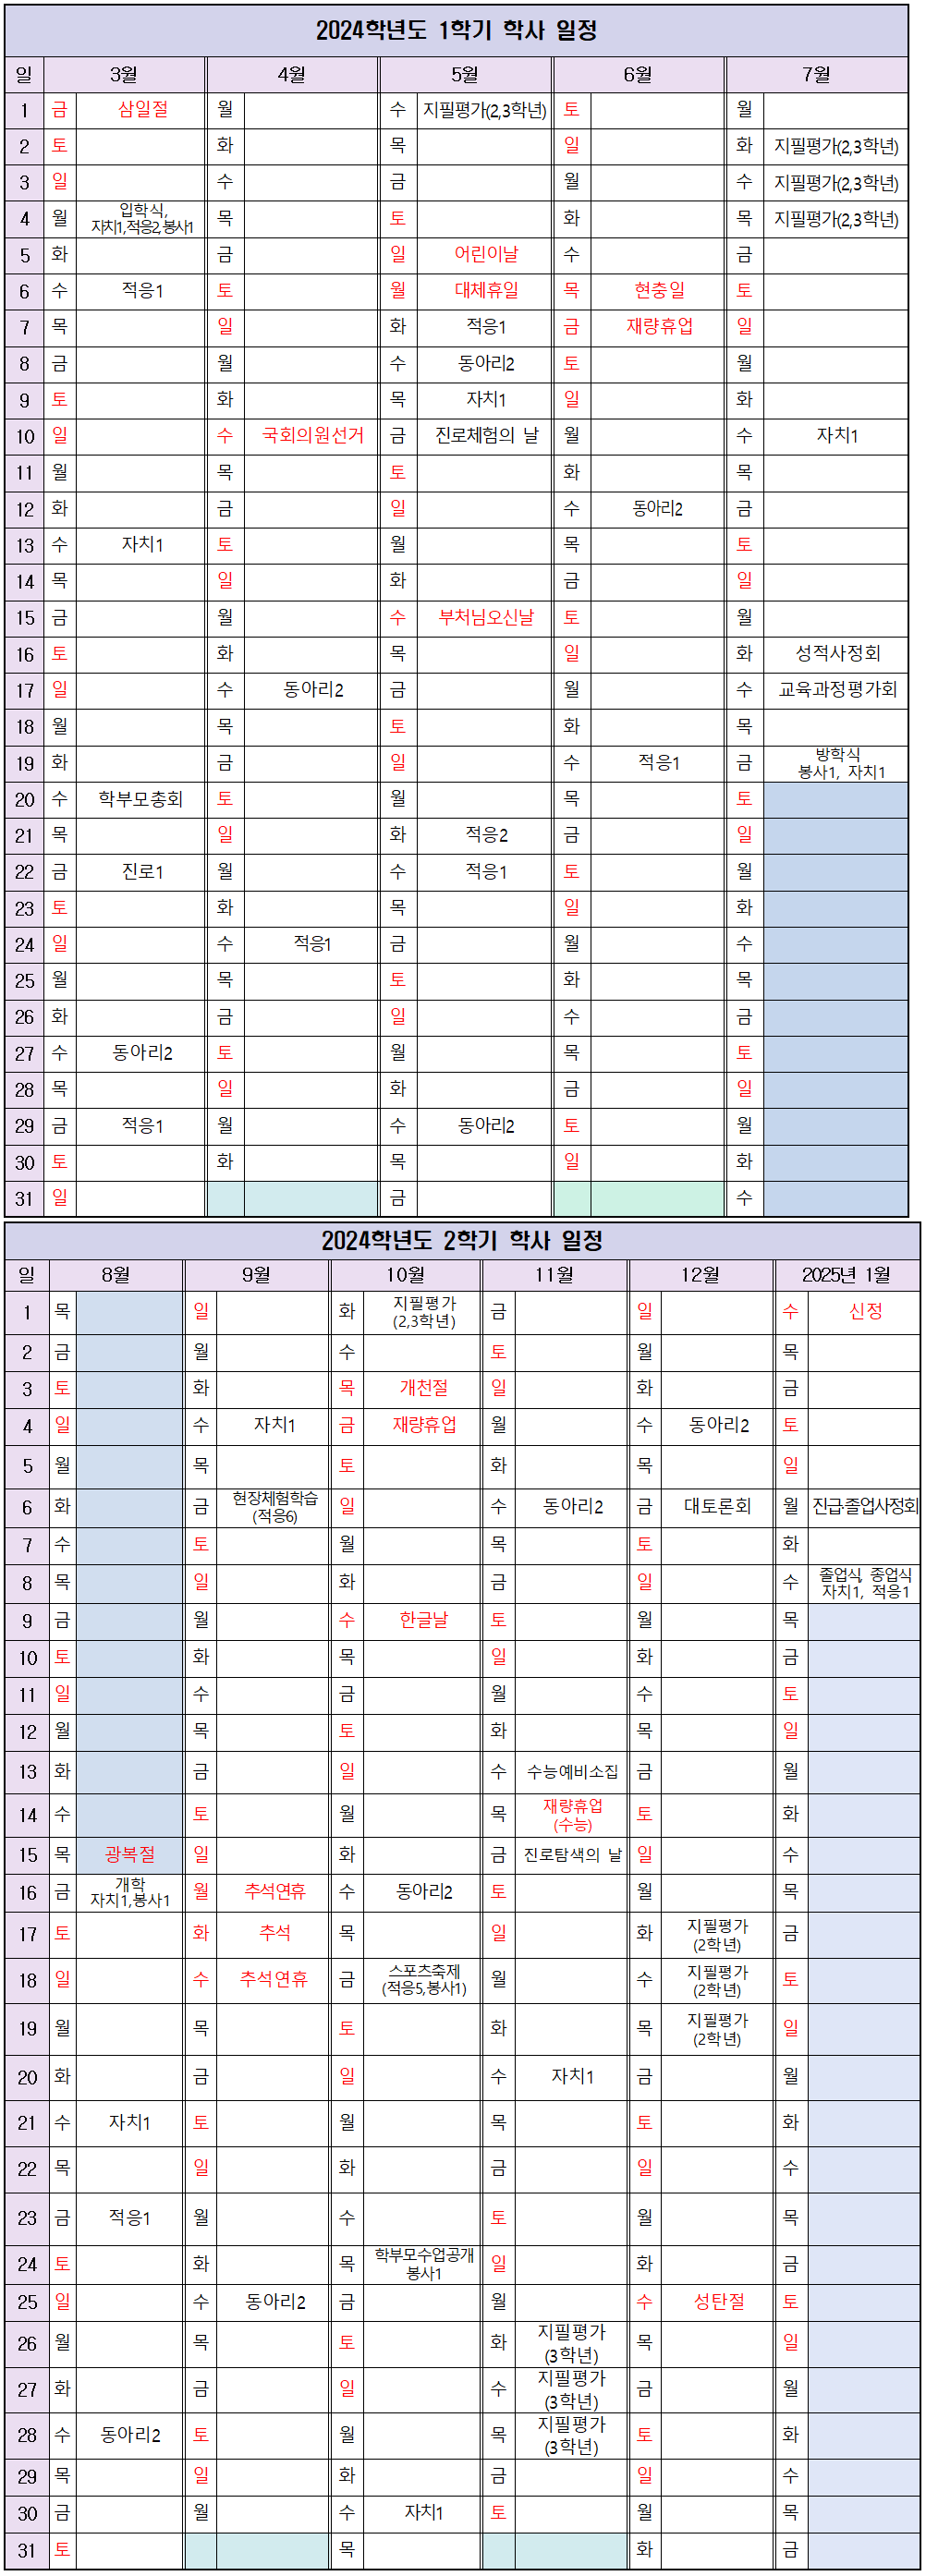 2024학년도 1학기 학사 일정
일 3월 4월 5월 6월 7월
1 금 삼일절 월 수 지필평가(2,3학년) 토 월
2 토 화 목 일 화 지필평가(2,3학년)
3 일 수 금 월 수 지필평가(2,3학년)
4 월 입학식, 자치1,적응2,봉사1 목 토 화 목 지필평가(2,3학년)
5 화 금 일 어린이날 수 금
6 수 적응1 토 월 대체휴일 목 현충일 토
7 목 일 화 적응1 금 재량휴업 일
8 금 월 수 동아리2 토 월
9 토 화 목 자치1 일 화
10 일 수 국회의원선거 금 진로체험의 날 월 수 자치1
11 월 목 토 화 목
12 화 금 일 수 동아리2 금
13 수 자치1 토 월 목 토
14 목 일 화 금 일
15 금 월 수 부처님오신날 토 월
16 토 화 목 일 화 성적사정회
17 일 수 동아리2 금 월 수 교육과정평가회
18 월 목 토 화 목
19 화 금 일 수 적응1 금 방학식 봉사1, 자치1
20 수 학부모총회 토 월 목 토
21 목 일 화 적응2 금 일
22 금 진로1 월 수 적응1 토 월
23 토 화 목 일 화
24 일 수 적응1 금 월 수
25 월 목 토 화 목
26 화 금 일 수 금
27 수 동아리2 토 월 목 토
28 목 일 화 금 일
29 금 적응1 월 수 동아리2 토 월
30 토 화 목 일 화
31 일 금 수
2024학년도 2학기 학사 일정
일 8월 9월 10월 11월 12월 2025년 1월
1 목 일 화 지필평가 (2,3학년) 금 일 수 신정
2 금 월 수 토 월 목
3 토 화 목 개천절 일 화 금
4 일 수 자치1 금 재량휴업 월 수 동아리2 토
5 월 목 토 화 목 일
6 화 금 현장체험학습 (적응6) 일 수 동아리2 금 대토론회 월 진급·졸업사정회
7 수 토 월 목 토 화
8 목 일 화 금 일 수 졸업식, 종업식 자치1, 적응1
9 금 월 수 한글날 토 월 목
10 토 화 목 일 화 금
11 일 수 금 월 수 토
12 월 목 토 화 목 일
13 화 금 일 수 수능예비소집 금 월
14 수 토 월 목 재량휴업 (수능) 토 화
15 목 광복절 일 화 금 진로탐색의 날 일 수
16 금 개학 자치1,봉사1 월 추석연휴 수 동아리2 토 월 목
17 토 화 추석 목 일 화 지필평가 (2학년) 금
18 일 수 추석연휴 금 스포츠축제 (적응5,봉사1) 월 수 지필평가 (2학년) 토
19 월 목 토 화 목 지필평가 (2학년) 일
20 화 금 일 수 자치1 금 월
21 수 자치1 토 월 목 토 화
22 목 일 화 금 일 수
23 금 적응1 월 수 토 월 목
24 토 화 목 학부모수업공개 봉사1 일 화 금
25 일 수 동아리2 금 월 수 성탄절 토
26 월 목 토 화 지필평가 (3학년) 목 일
27 화 금 일 수 지필평가 (3학년) 금 월
28 수 동아리2 토 월 목 지필평가 (3학년) 토 화
29 목 일 화 금 일 수
30 금 월 수 자치1 토 월 목
31 토 목 화 금